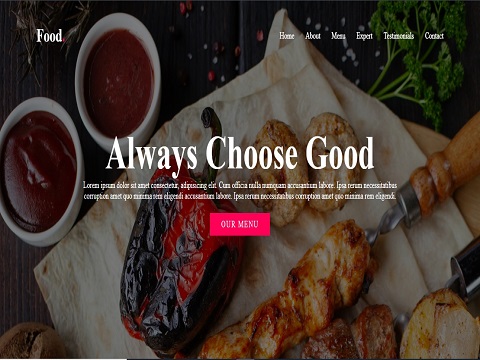 Food.
Home About Menu Expert Testimonials Contact
Always Choose Good
Lorem ipsum dolor sit amet consectetur, adipisicing elit. Cum officia nulla numquam accusantium labore. Ipsa rerum necessitatibus
corruption amet quo minima rem eligendi accusantium labore. Ipsa rerum necessitatibus corruption amet quo minima rem eligendi.
OUR MENU